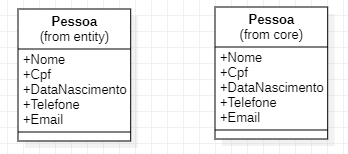 Pessoa
(from entity)
+Nome
+Cpf
+DataNascimento
+Telefone
+Email
Pessoa
(from core)
+Nome
+Cpf
+DataNascimento
+Telefone
+Email